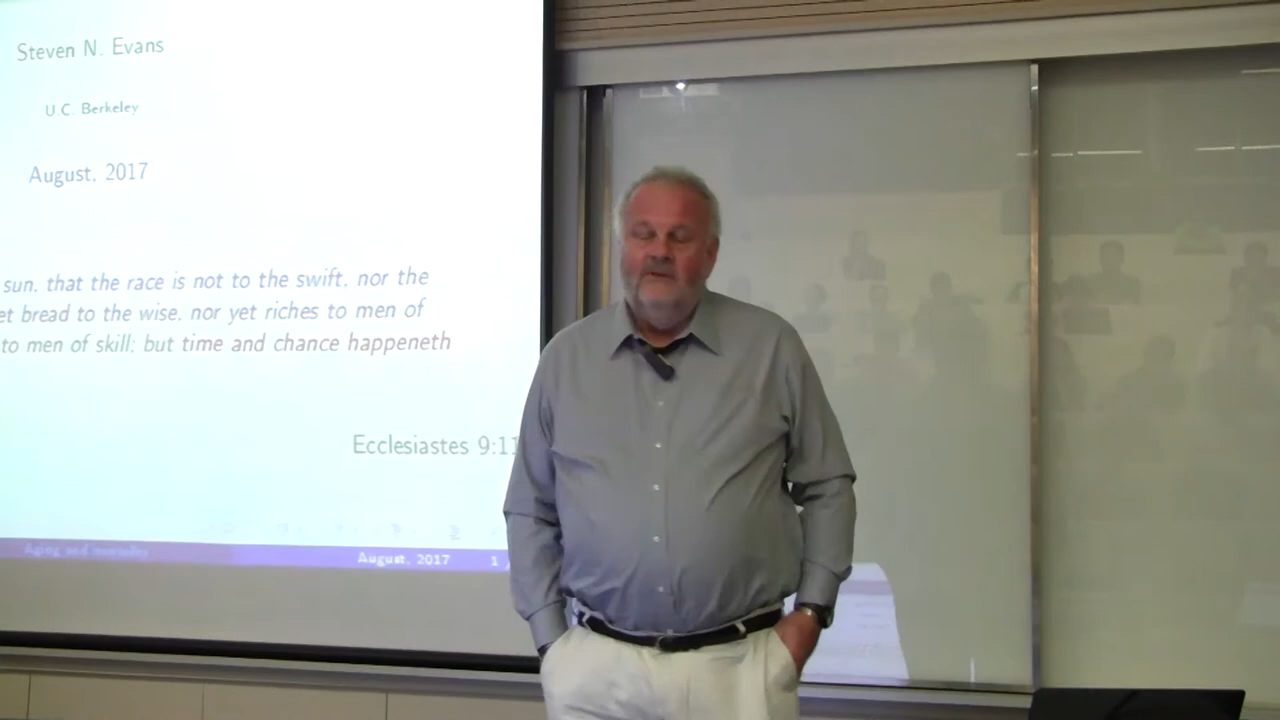 Steven N. Evans
U.C. Berkeley
August, 2017
sun, that the race is not to the swift, nor the
et bread to the wise, nor yet riches to men of
to men of skill; but time and chance happeneth
Ecclesiastes 9:11
Aging and mortality
August, 2017
1 /